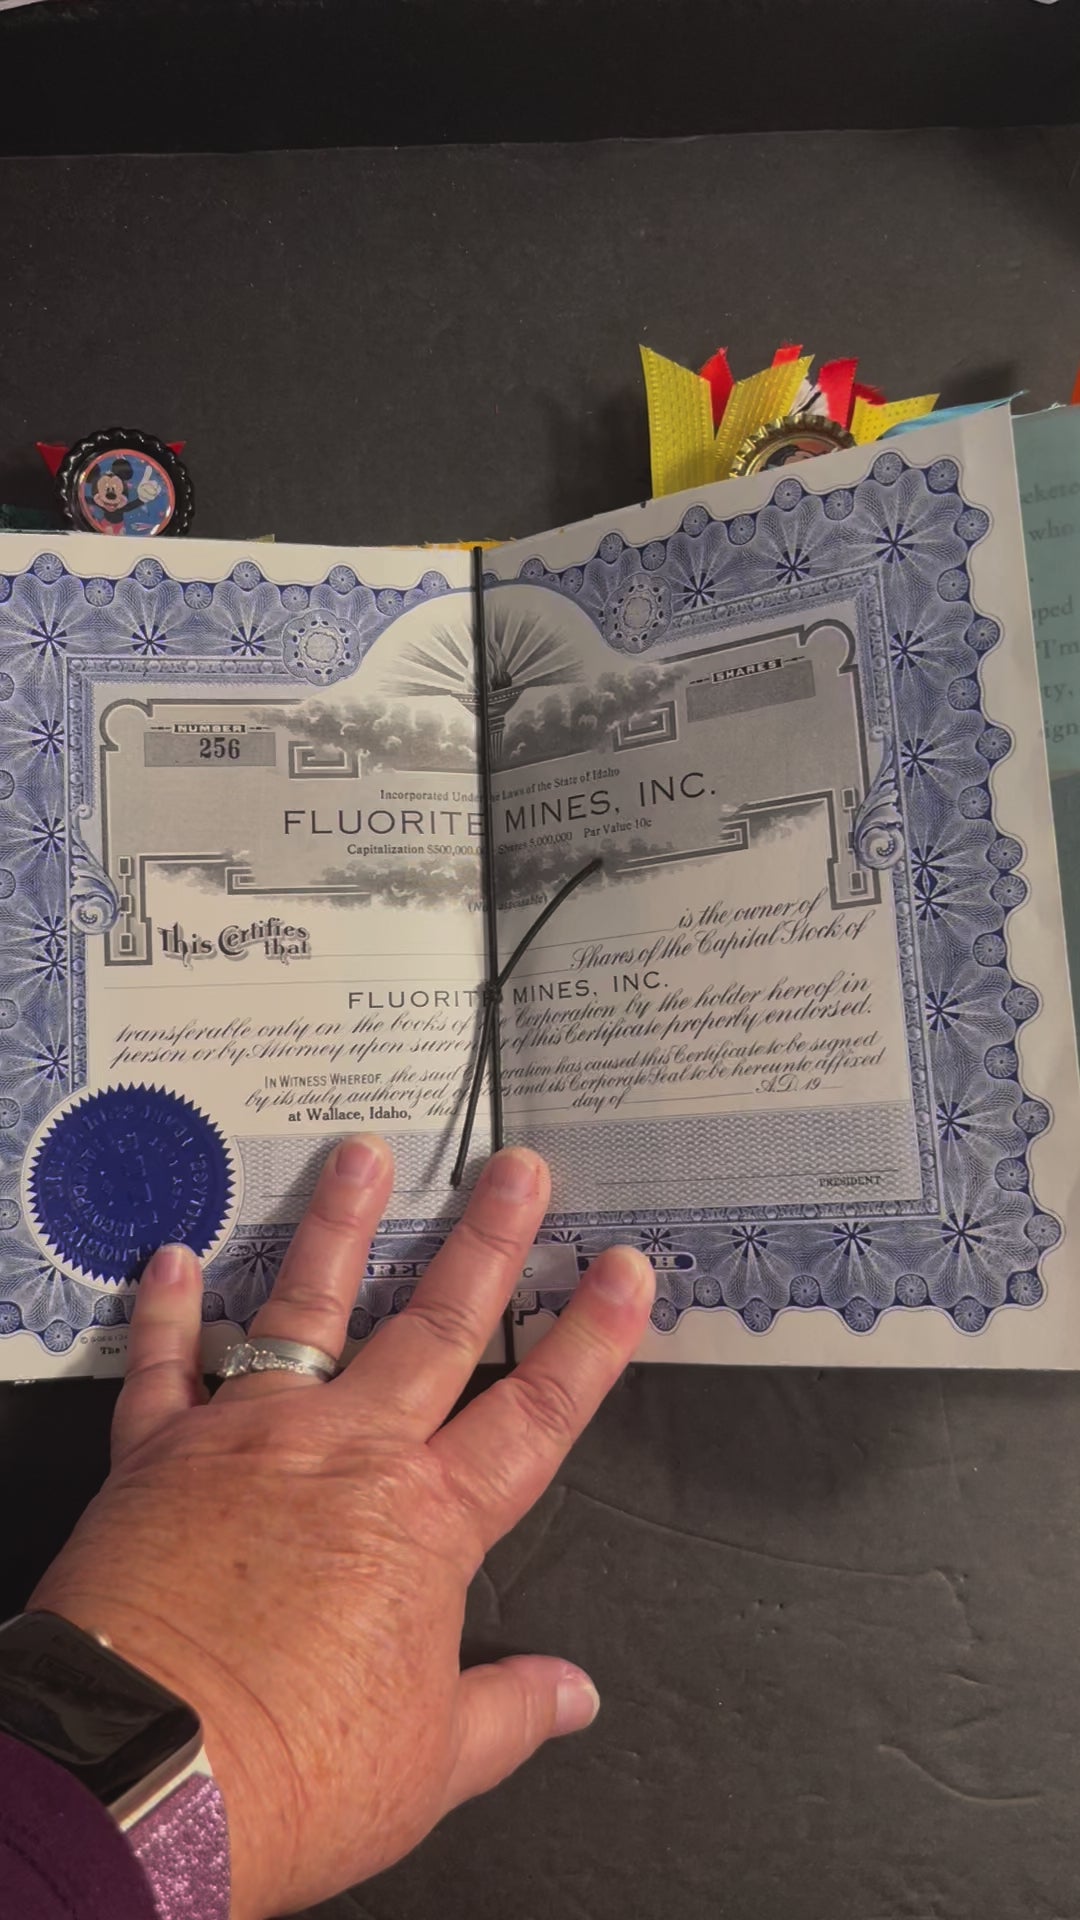 NUMBER
256
SHARES
Incorporated Under the Laws of the State of Idaho
FLUORITE MINES, INC.
Capitalization $500,000.0 Shares 5,000,000 Par Value 10c
This Certifies that
is the owner of
Shares of the Capital Stock of
FLUORITE MINES, INC.
transferable only on the books of the Corporation by the holder hereof in
person or by Attorney upon surrender of this Certificate properly endorsed.
IN WITNESS WHEREOF, the said Corporation has caused this Certificate to be signed
by its duly authorized officers and its Corporate Seal to be hereunto affixed
at Wallace, Idaho, this day of A.D. 19
PRESIDENT
who